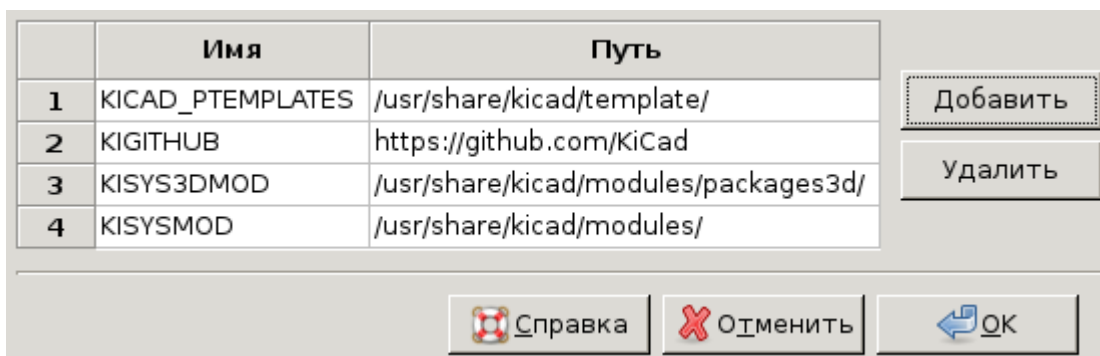 Имя Путь
1 KICAD_PTEMPLATES /usr/share/kicad/template/
Добавить
2 KIGITHUB https://github.com/KiCad
3 KISYS3DMOD /usr/share/kicad/modules/packages3d/
Удалить
4 KISYSMOD /usr/share/kicad/modules/
Справка Отменить OK